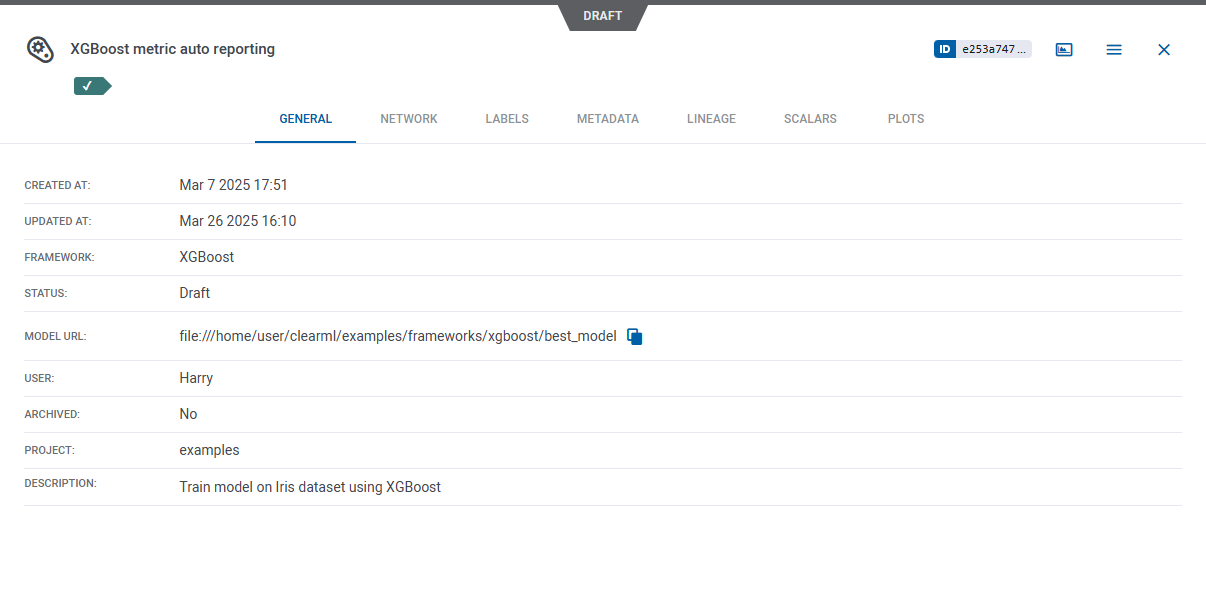 DRAFT
XGBoost metric auto reporting
ID e253a747 ...
GENERAL NETWORK LABELS METADATA LINEAGE SCALARS PLOTS
CREATED AT: Mar 7 2025 17:51
UPDATED AT: Mar 26 2025 16:10
FRAMEWORK: XGBoost
STATUS: Draft
MODEL URL: file:///home/user/clearml/examples/frameworks/xgboost/best_model
USER: Harry
ARCHIVED: No
PROJECT: examples
DESCRIPTION: Train model on Iris dataset using XGBoost